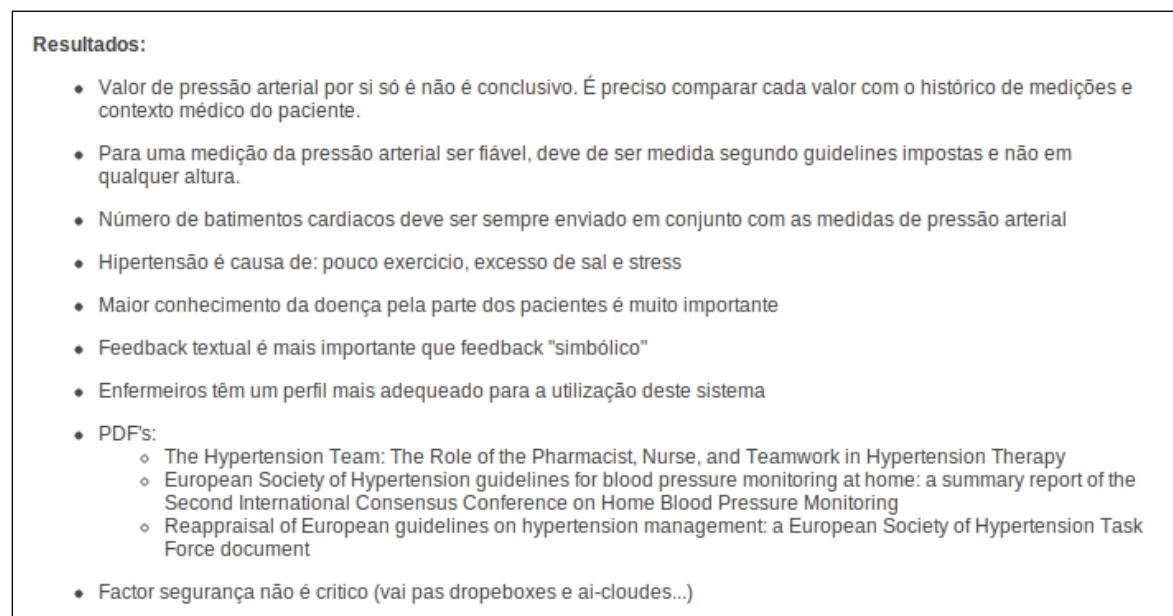 Resultados:
Valor de pressão arterial por si só é não é conclusivo. É preciso comparar cada valor com o histórico de medições e
contexto médico do paciente.
Para uma medição da pressão arterial ser fiável, deve de ser medida segundo guidelines impostas e não em
qualquer altura.
Número de batimentos cardiacos deve ser sempre enviado em conjunto com as medidas de pressão arterial
Hipertensão é causa de: pouco exercicio, excesso de sal e stress
Maior conhecimento da doença pela parte dos pacientes é muito importante
Feedback textual é mais importante que feedback "simbólico"
Enfermeiros têm um perfil mais adequeado para a utilização deste sistema
PDF's:
The Hypertension Team: The Role of the Pharmacist, Nurse, and Teamwork in Hypertension Therapy
European Society of Hypertension guidelines for blood pressure monitoring at home: a summary report of the
Second International Consensus Conference on Home Blood Pressure Monitoring
Reappraisal of European guidelines on hypertension management: a European Society of Hypertension Task
Force document
Factor segurança não é critico (vai pas dropeboxes e ai-cloudes...)